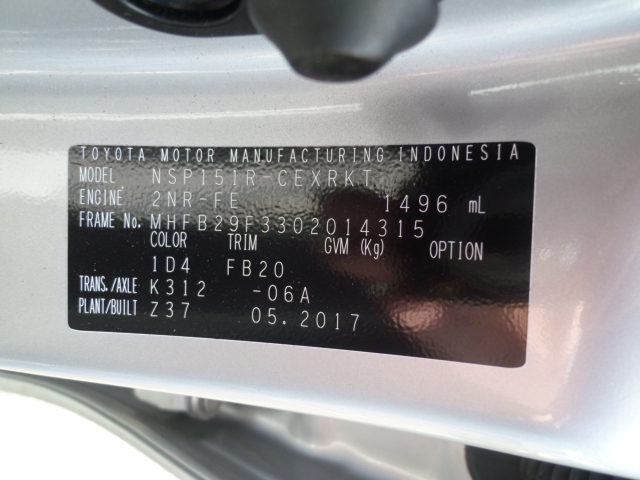 TOYOTA MOTOR MANUFACTURING INDONESIA
MODEL NSP151R-CEXRKT
ENGINE 2NR-FE 1496 mL
FRAME No. MHFB29F3302014315
COLOR TRIM GVM (Kg) OPTION
1D4 FB20
TRANS./AXLE K312 -06A
PLANT/BUILT Z37 05.2017